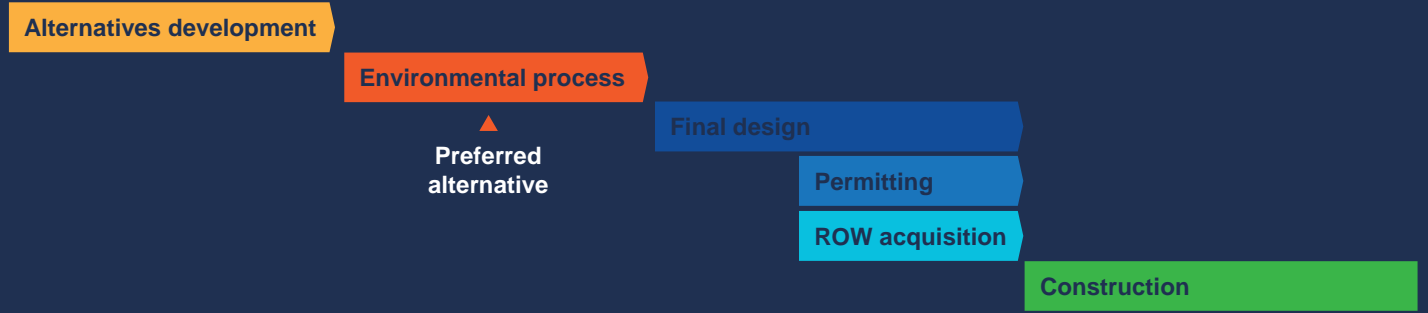 Alternatives development
Environmental process
Preferred
alternative
Final design
Permitting
ROW acquisition
Construction